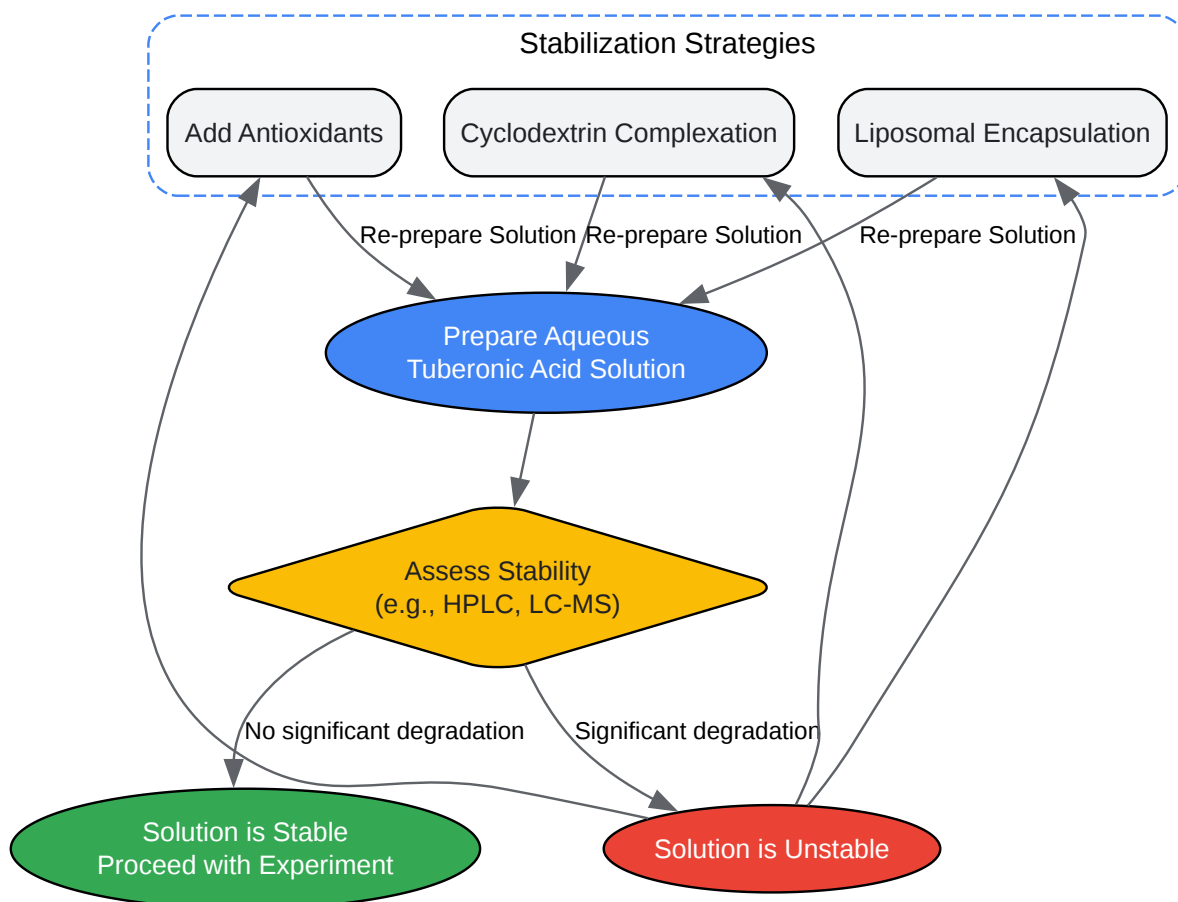 Stabilization Strategies
Add Antioxidants
Cyclodextrin Complexation
Liposomal Encapsulation
Re-prepare Solution
Re-prepare Solution
Re-prepare Solution
Prepare Aqueous
Tuberonic Acid Solution
Assess Stability
(e.g., HPLC, LC-MS)
No significant degradation
Significant degradation
Solution is Stable
Proceed with Experiment
Solution is Unstable